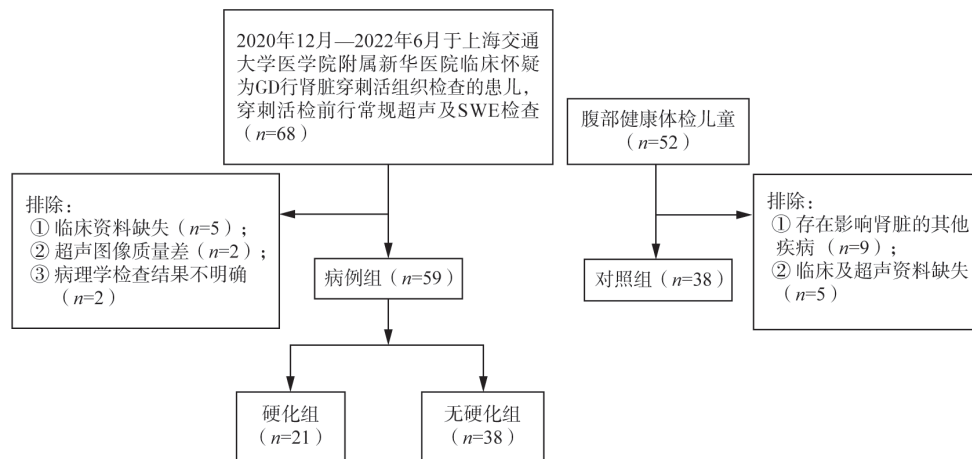 2020年12月—2022年6月于上海交通
大学医学院附属新华医院临床怀疑
为GD行肾脏穿刺活组织检查的患儿,
穿刺活检前行常规超声及SWE检查
(n=68)
腹部健康体检儿童
(n=52)
排除：
① 临床资料缺失（n=5）；
② 超声图像质量差（n=2）；
③ 病理学检查结果不明确
（n=2）
排除：
① 存在影响肾脏的其他
疾病（n=9）；
② 临床及超声资料缺失
（n=5）
病例组（n=59）
对照组（n=38）
硬化组
（n=21）
无硬化组
（n=38）